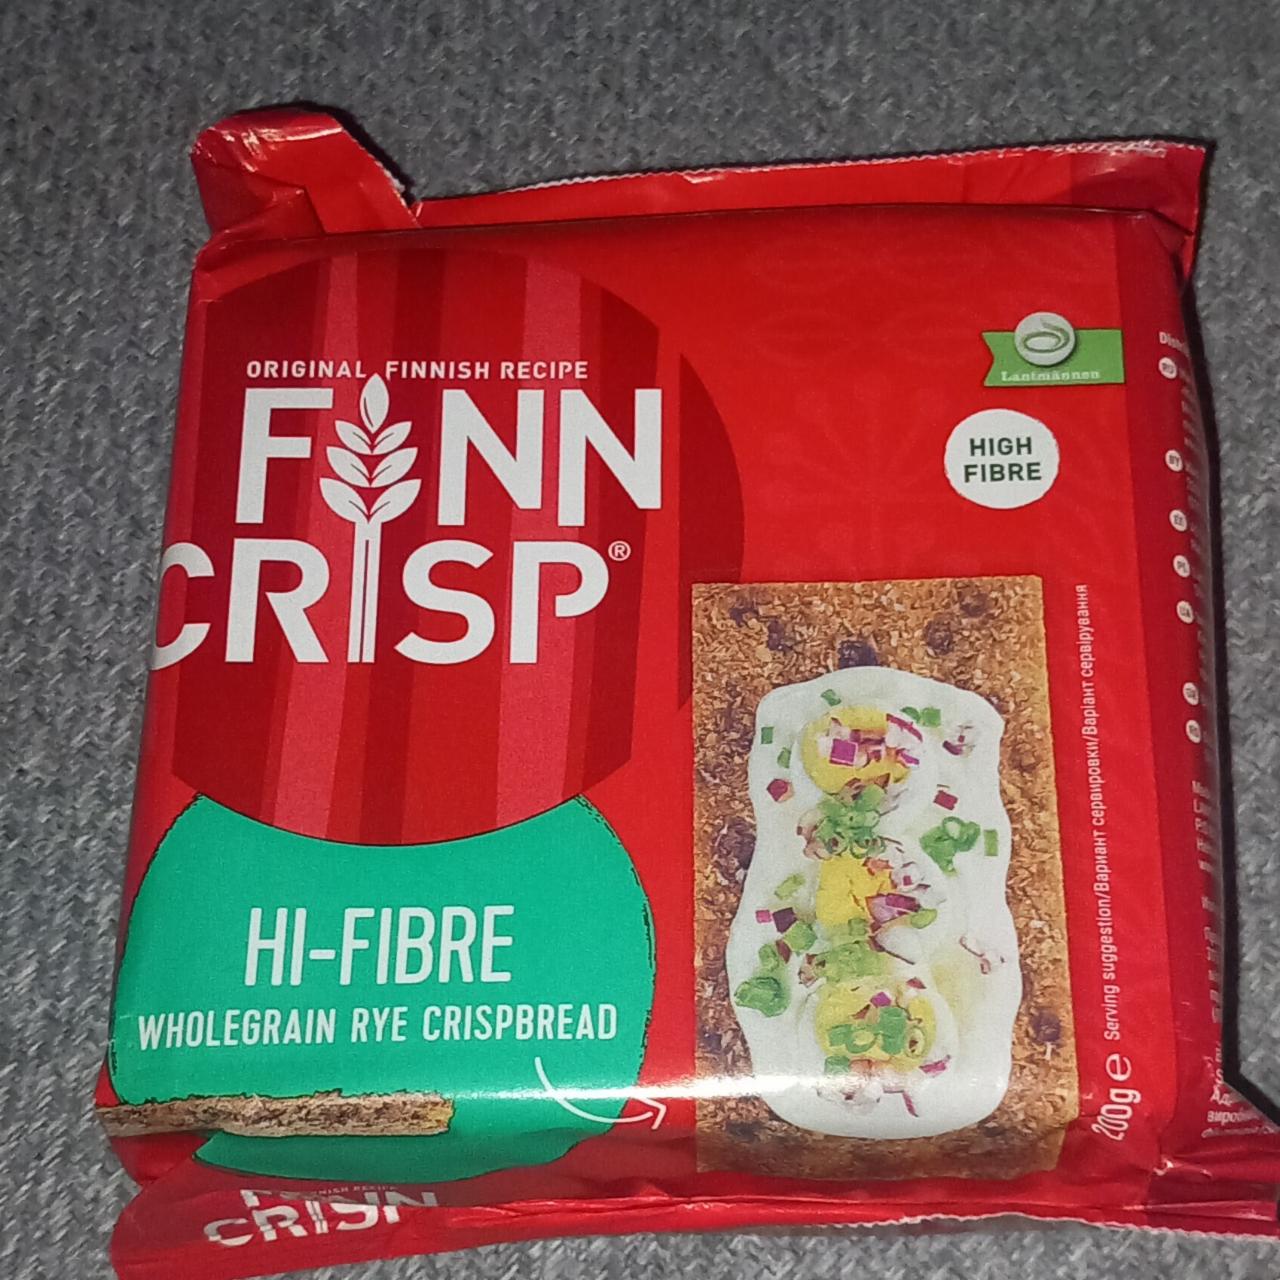 ORIGINAL FINNISH RECIPE
FINN
CRISP®
Lantmännen
HIGH
FIBRE
HI-FIBRE
WHOLEGRAIN RYE CRISPBREAD
Serving suggestion/Вариант сервировки/Варіант сервірування
200g e
CRISP